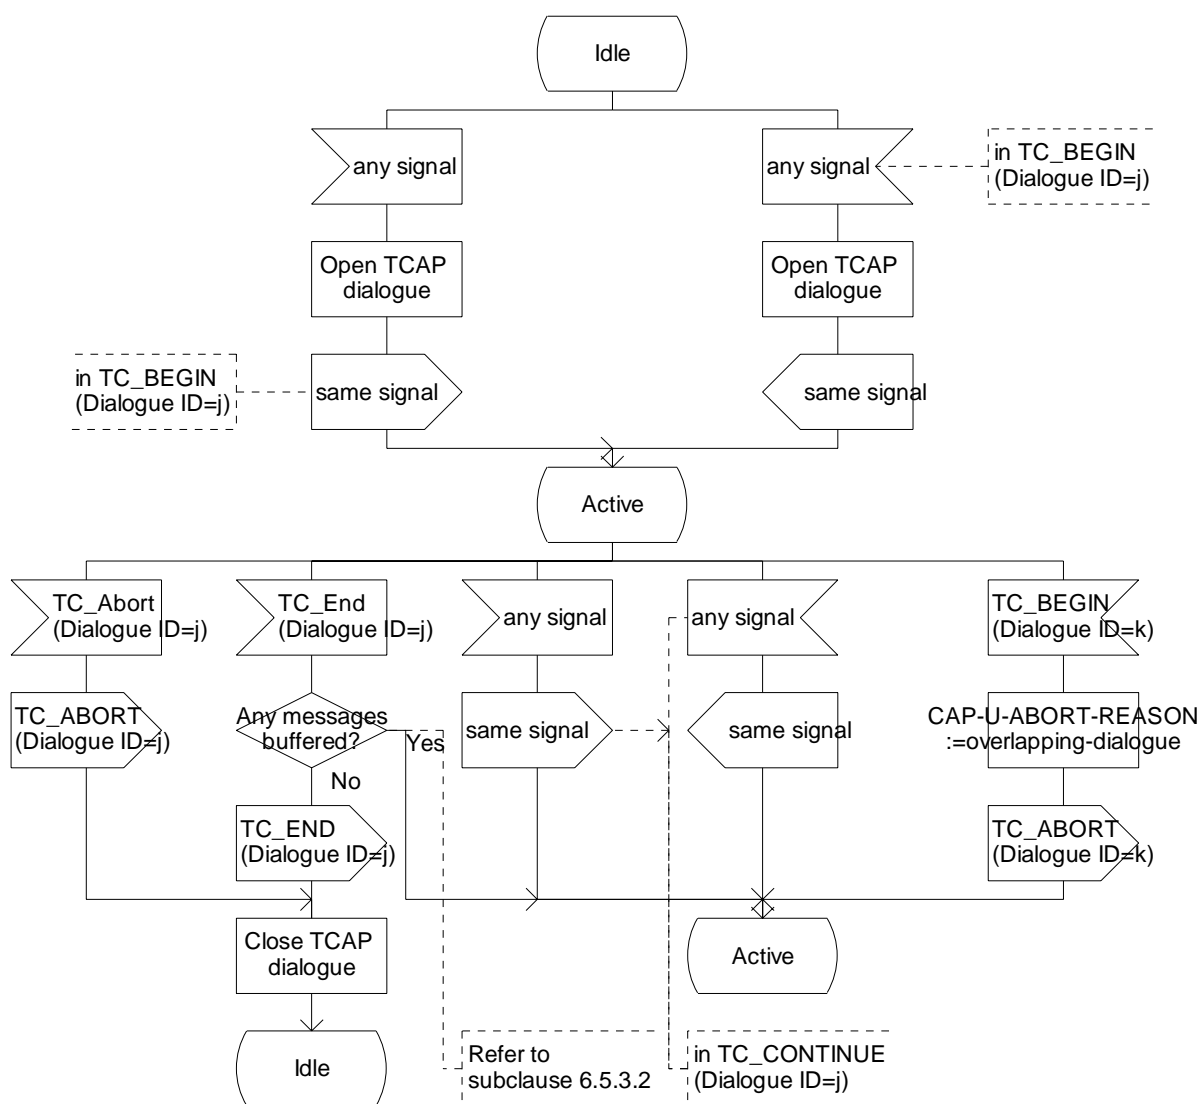 Idle
any signal
any signal
in TC_BEGIN
(Dialogue ID=j)
Open TCAP
dialogue
Open TCAP
dialogue
in TC_BEGIN
(Dialogue ID=j)
same signal
same signal
Active
TC_Abort
(Dialogue ID=j)
TC_End
(Dialogue ID=j)
any signal
any signal
TC_BEGIN
(Dialogue ID=k)
TC_ABORT
(Dialogue ID=j)
Any messages
buffered?
Yes
No
same signal
same signal
CAP-U-ABORT-REASON
:=overlapping-dialogue
TC_END
(Dialogue ID=j)
TC_ABORT
(Dialogue ID=k)
Close TCAP
dialogue
Active
Idle
Refer to
subclause 6.5.3.2
in TC_CONTINUE
(Dialogue ID=j)